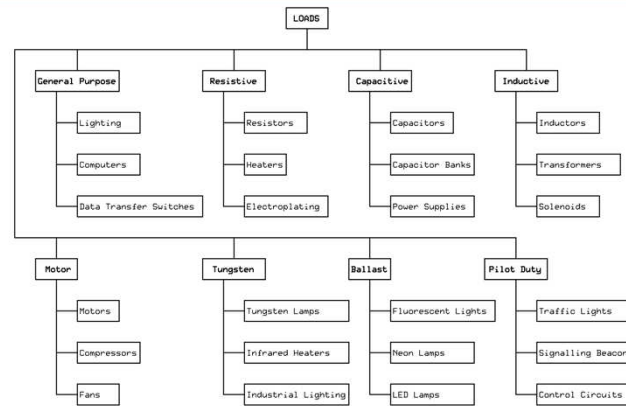 LOADS
General Purpose
Resistive
Capacitive
Inductive
Lighting
Resistors
Capacitors
Inductors
Computers
Heaters
Capacitor Banks
Transformers
Data Transfer Switches
Electroplating
Power Supplies
Solenoids
Motor
Tungsten
Ballast
Pilot Duty
Motors
Tungsten Lamps
Fluorescent Lights
Traffic Lights
Compressors
Infrared Heaters
Neon Lamps
Signalling Beacon
Fans
Industrial Lighting
LED Lamps
Control Circuits